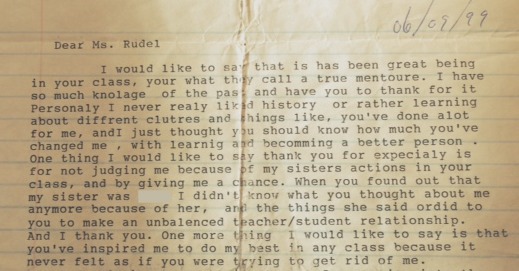 06/09/99
Dear Ms. Rudel
I would like to say that is has been great being
in your class, your what they call a true mentoure. I have
so much knolage of the past and have you to thank for it
Personaly I never realy liked history or rather learning
about diffrent clutres and things like, you've done alot
for me, andI just thought you should know how much you've
changed me , with learnig and becomming a better person .
One thing I would like to say thank you for expecialy is
for not judging me because of my sisters actions in your
class, and by giving me a chance. When you found out that
my sister was I didn't know what you thought about me
anymore because of her, and the things she said ordid to
you to make an unbalenced teacher/student relationship.
And I thank you. One more thing I would like to say is that
you've inspired me to do my best in any class because it
never felt as if you were trying to get rid of me.